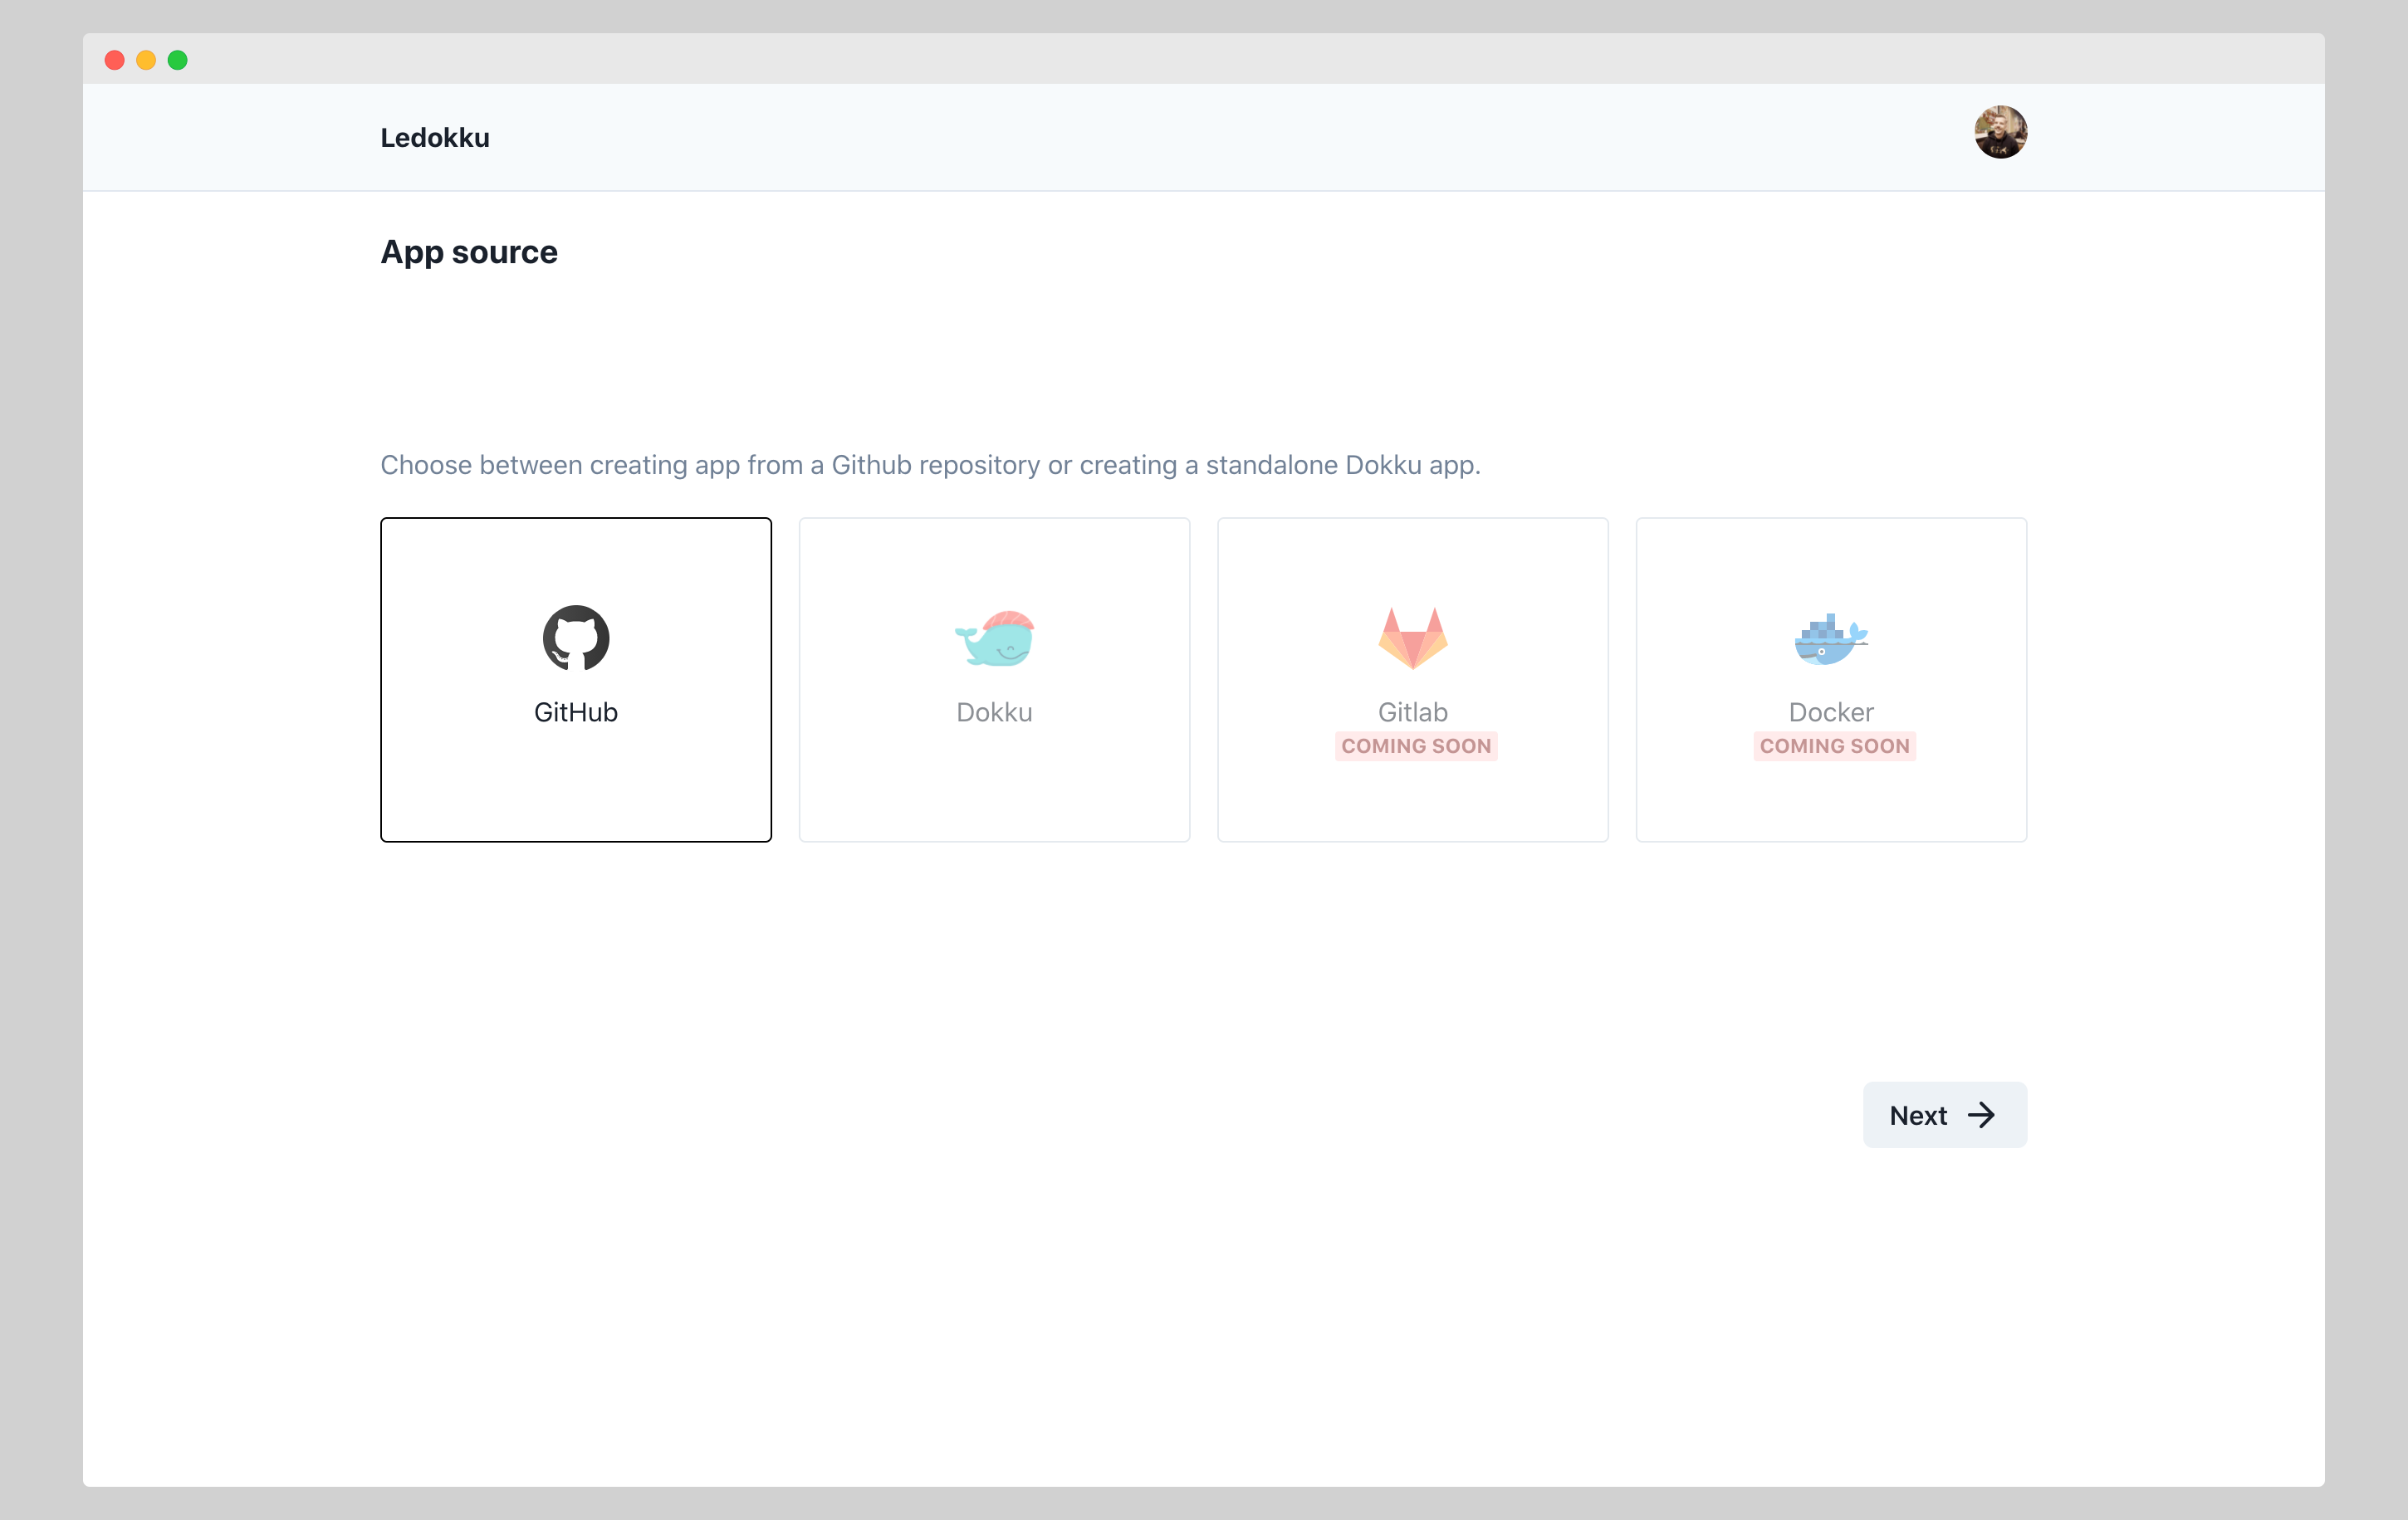 Ledokku
App source
Choose between creating app from a Github repository or creating a standalone Dokku app.
GitHub
Dokku
Gitlab
COMING SOON
Docker
COMING SOON
Next